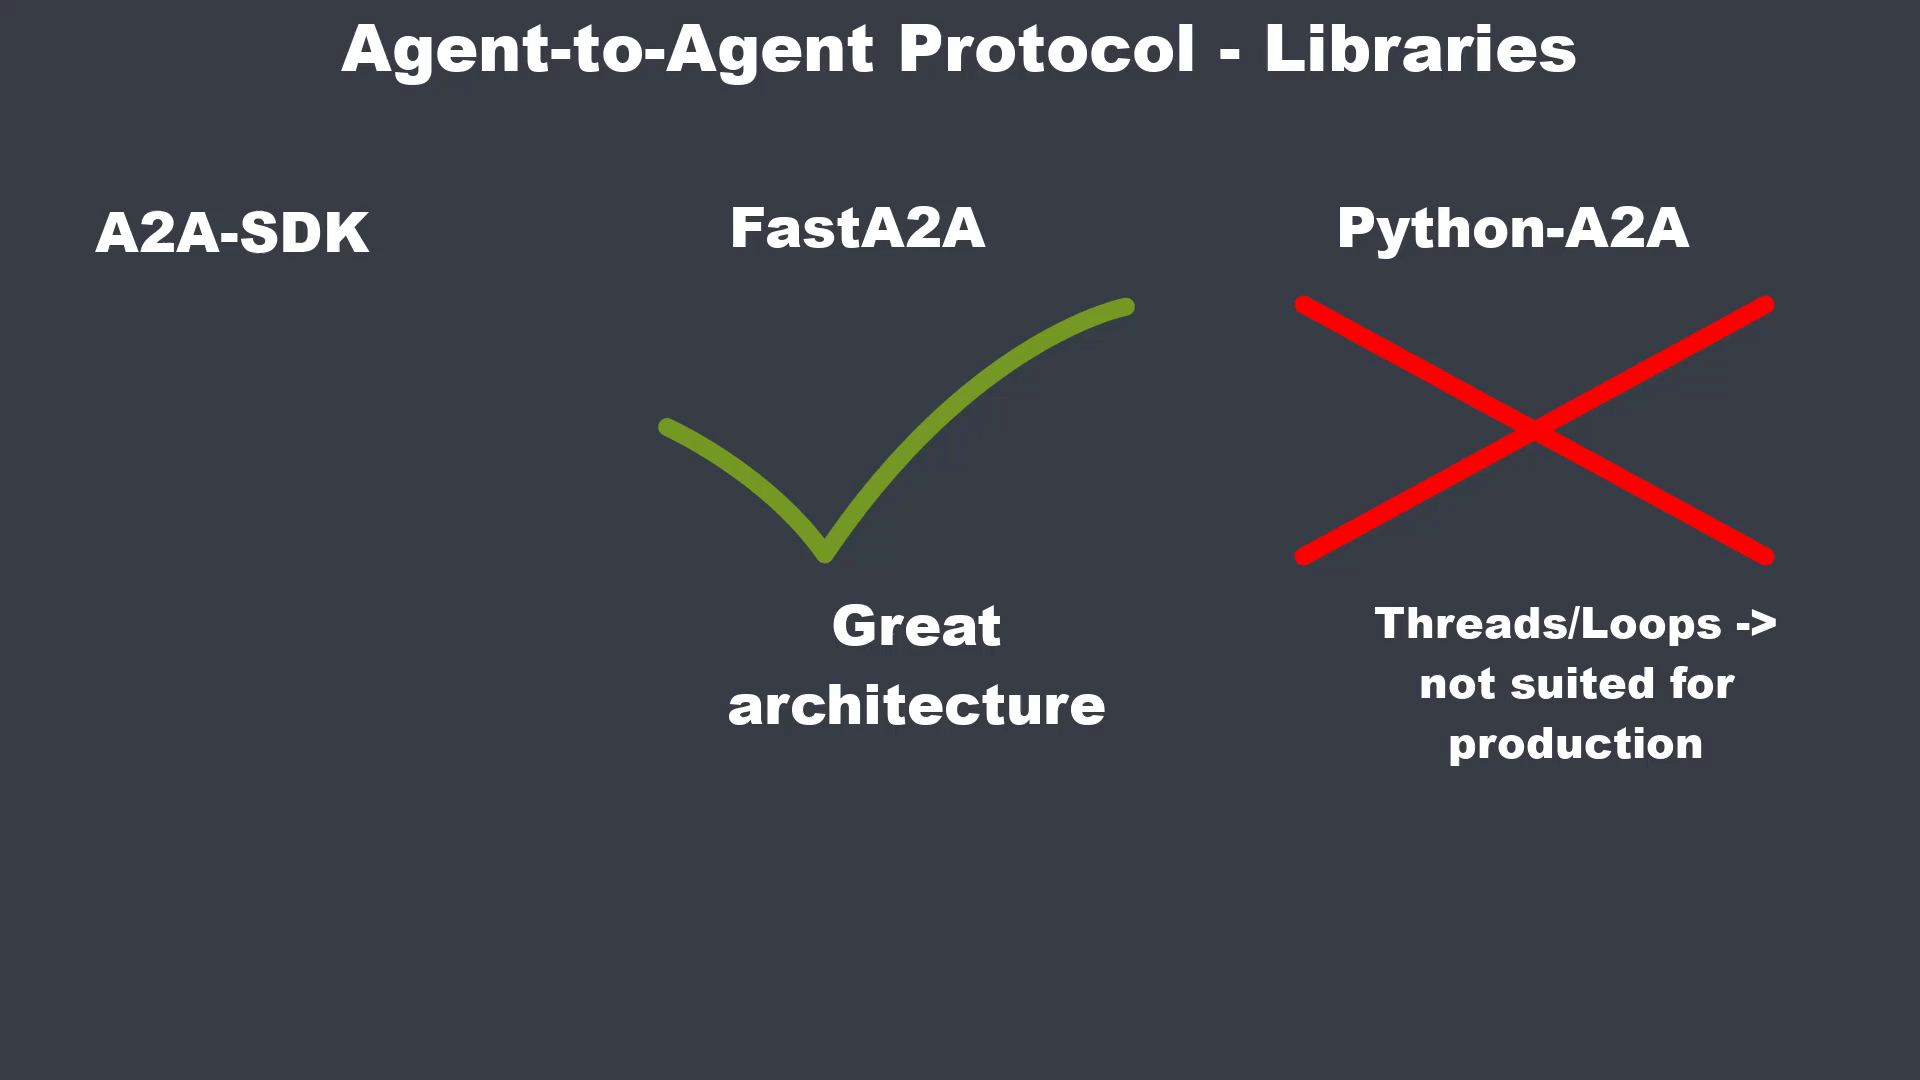 Agent-to-Agent Protocol - Libraries
A2A-SDK
FastA2A
Python-A2A
Great
architecture
Threads/Loops ->
not suited for
production